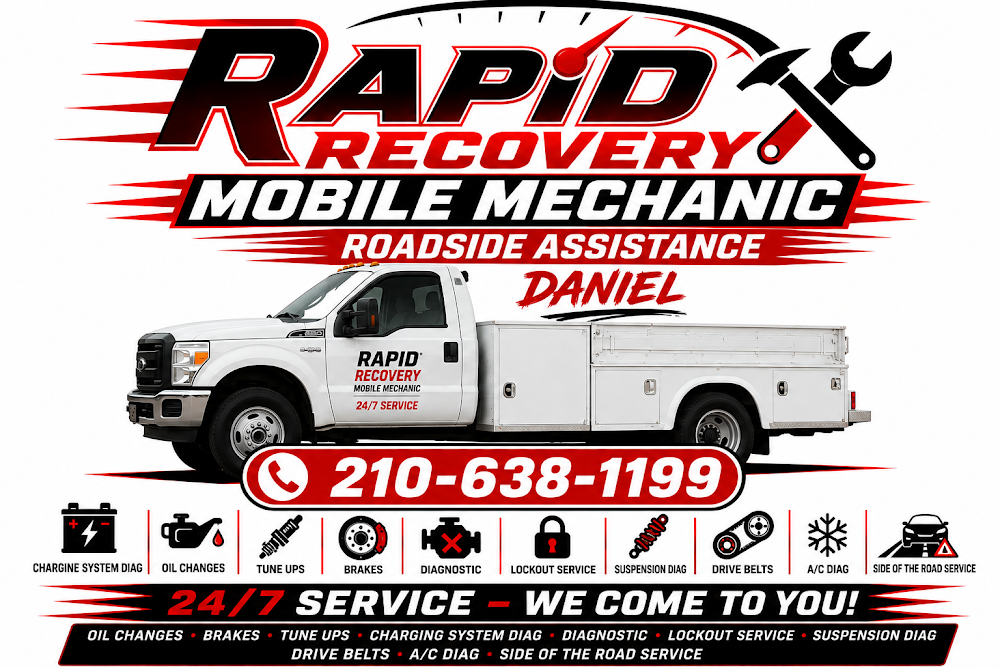 RAPID
RECOVERY
MOBILE MECHANIC
ROADSIDE ASSISTANCE
DANIEL
RAPID
RECOVERY
MOBILE MECHANIC
24/7 SERVICE
210-638-1199
CHARGINE SYSTEM DIAG
OIL CHANGES
TUNE UPS
BRAKES
DIAGNOSTIC
LOCKOUT SERVICE
SUSPENSION DIAG
DRIVE BELTS
A/C DIAG
SIDE OF THE ROAD SERVICE
24/7 SERVICE – WE COME TO YOU!
OIL CHANGES • BRAKES • TUNE UPS • CHARGING SYSTEM DIAG • DIAGNOSTIC • LOCKOUT SERVICE • SUSPENSION DIAG
DRIVE BELTS • A/C DIAG • SIDE OF THE ROAD SERVICE